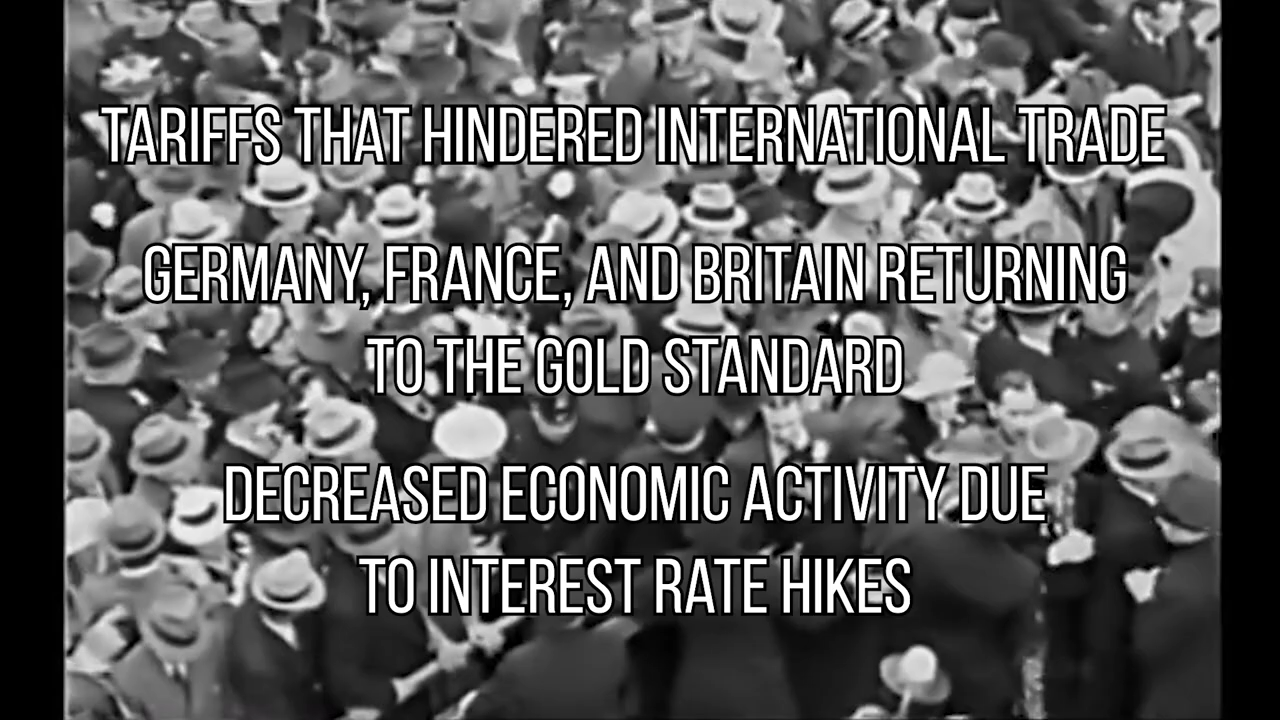 TARIFFS THAT HINDERED INTERNATIONAL TRADE
GERMANY, FRANCE, AND BRITAIN RETURNING
TO THE GOLD STANDARD
DECREASED ECONOMIC ACTIVITY DUE
TO INTEREST RATE HIKES